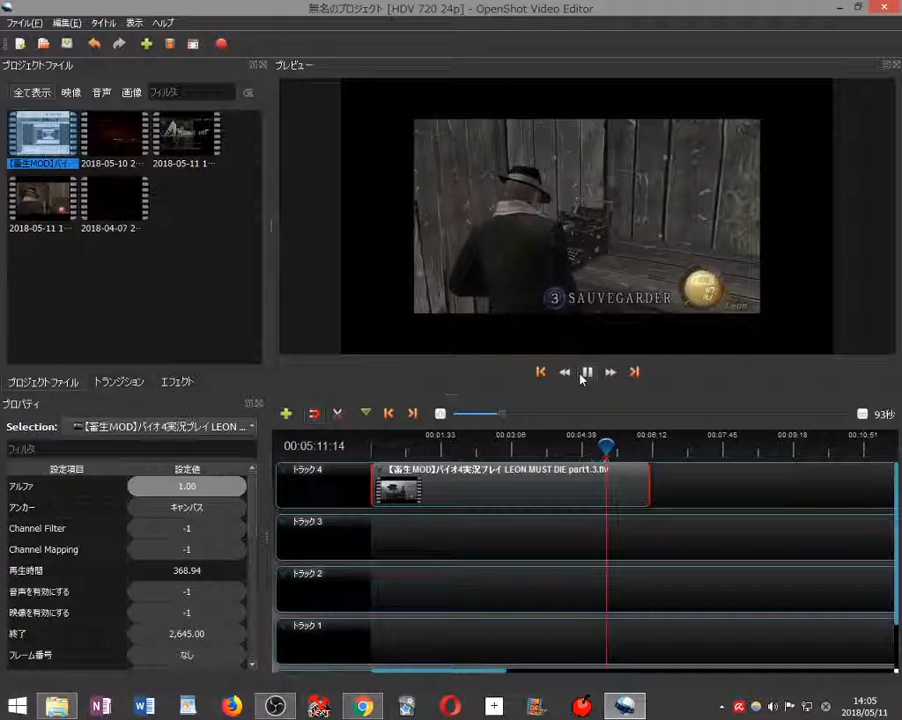 無名のプロジェクト [HDV 720 24p] - OpenShot Video Editor
ファイル(F) 編集(E) タイトル 表示 ヘルプ
プロジェクトファイル
プレビュー
全て表示 映像 音声 画像 フィルタ
【畜生MOD】バイ… 2018-05-10 2… 2018-05-11 1…
2018-05-11 1… 2018-04-07 2…
3 SAUVEGARDER
Leon
プロジェクトファイル トランジション エフェクト
プロパティ
Selection: 【畜生MOD】バイオ4実況プレイ LEON ...
フィルタ
設定項目 設定値
アルファ 1.00
アンカー キャンバス
Channel Filter -1
Channel Mapping -1
再生時間 368.94
音声を有効にする -1
映像を有効にする -1
終了 2,645.00
フレーム番号 なし
93秒
00:05:11:14
00:01:33 00:03:06 00:04:39 00:06:12 00:07:45 00:09:18 00:10:51
トラック 4
【畜生MOD】バイオ4実況プレイ LEON MUST DIE part1.3.flv
トラック 3
トラック 2
トラック 1
14:05
2018/05/11